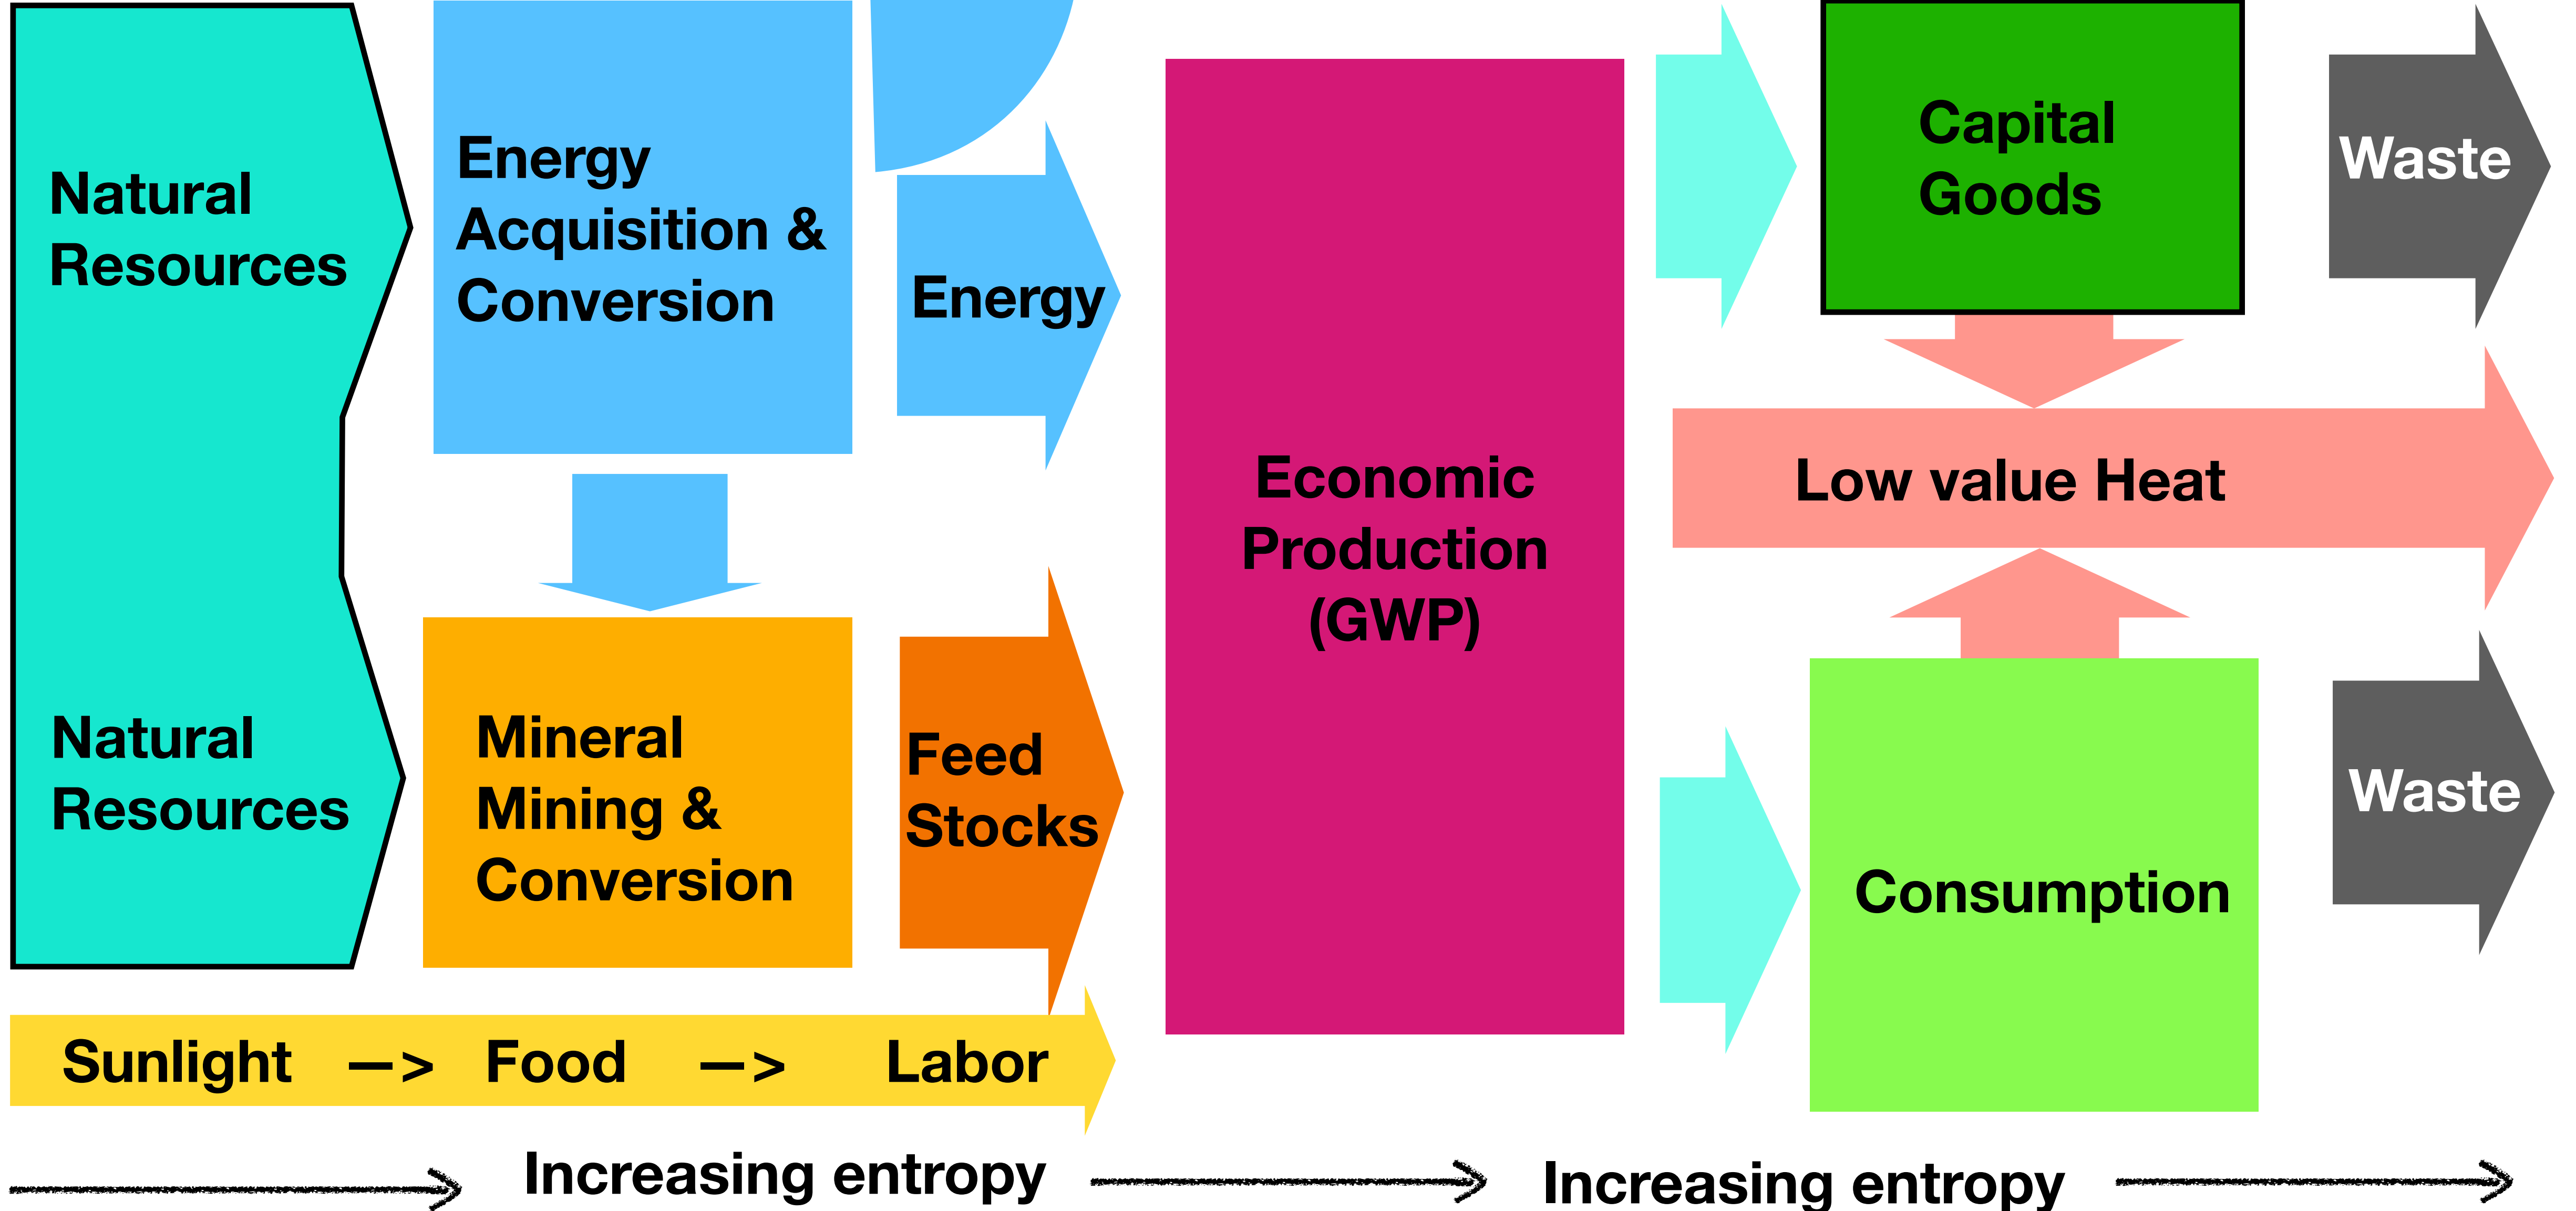 Natural
Resources
Energy
Acquisition &
Conversion
Energy
Natural
Resources
Mineral
Mining &
Conversion
Feed
Stocks
Sunlight —> Food —> Labor
Economic
Production
(GWP)
Capital
Goods
Waste
Low value Heat
Consumption
Waste
Increasing entropy
Increasing entropy